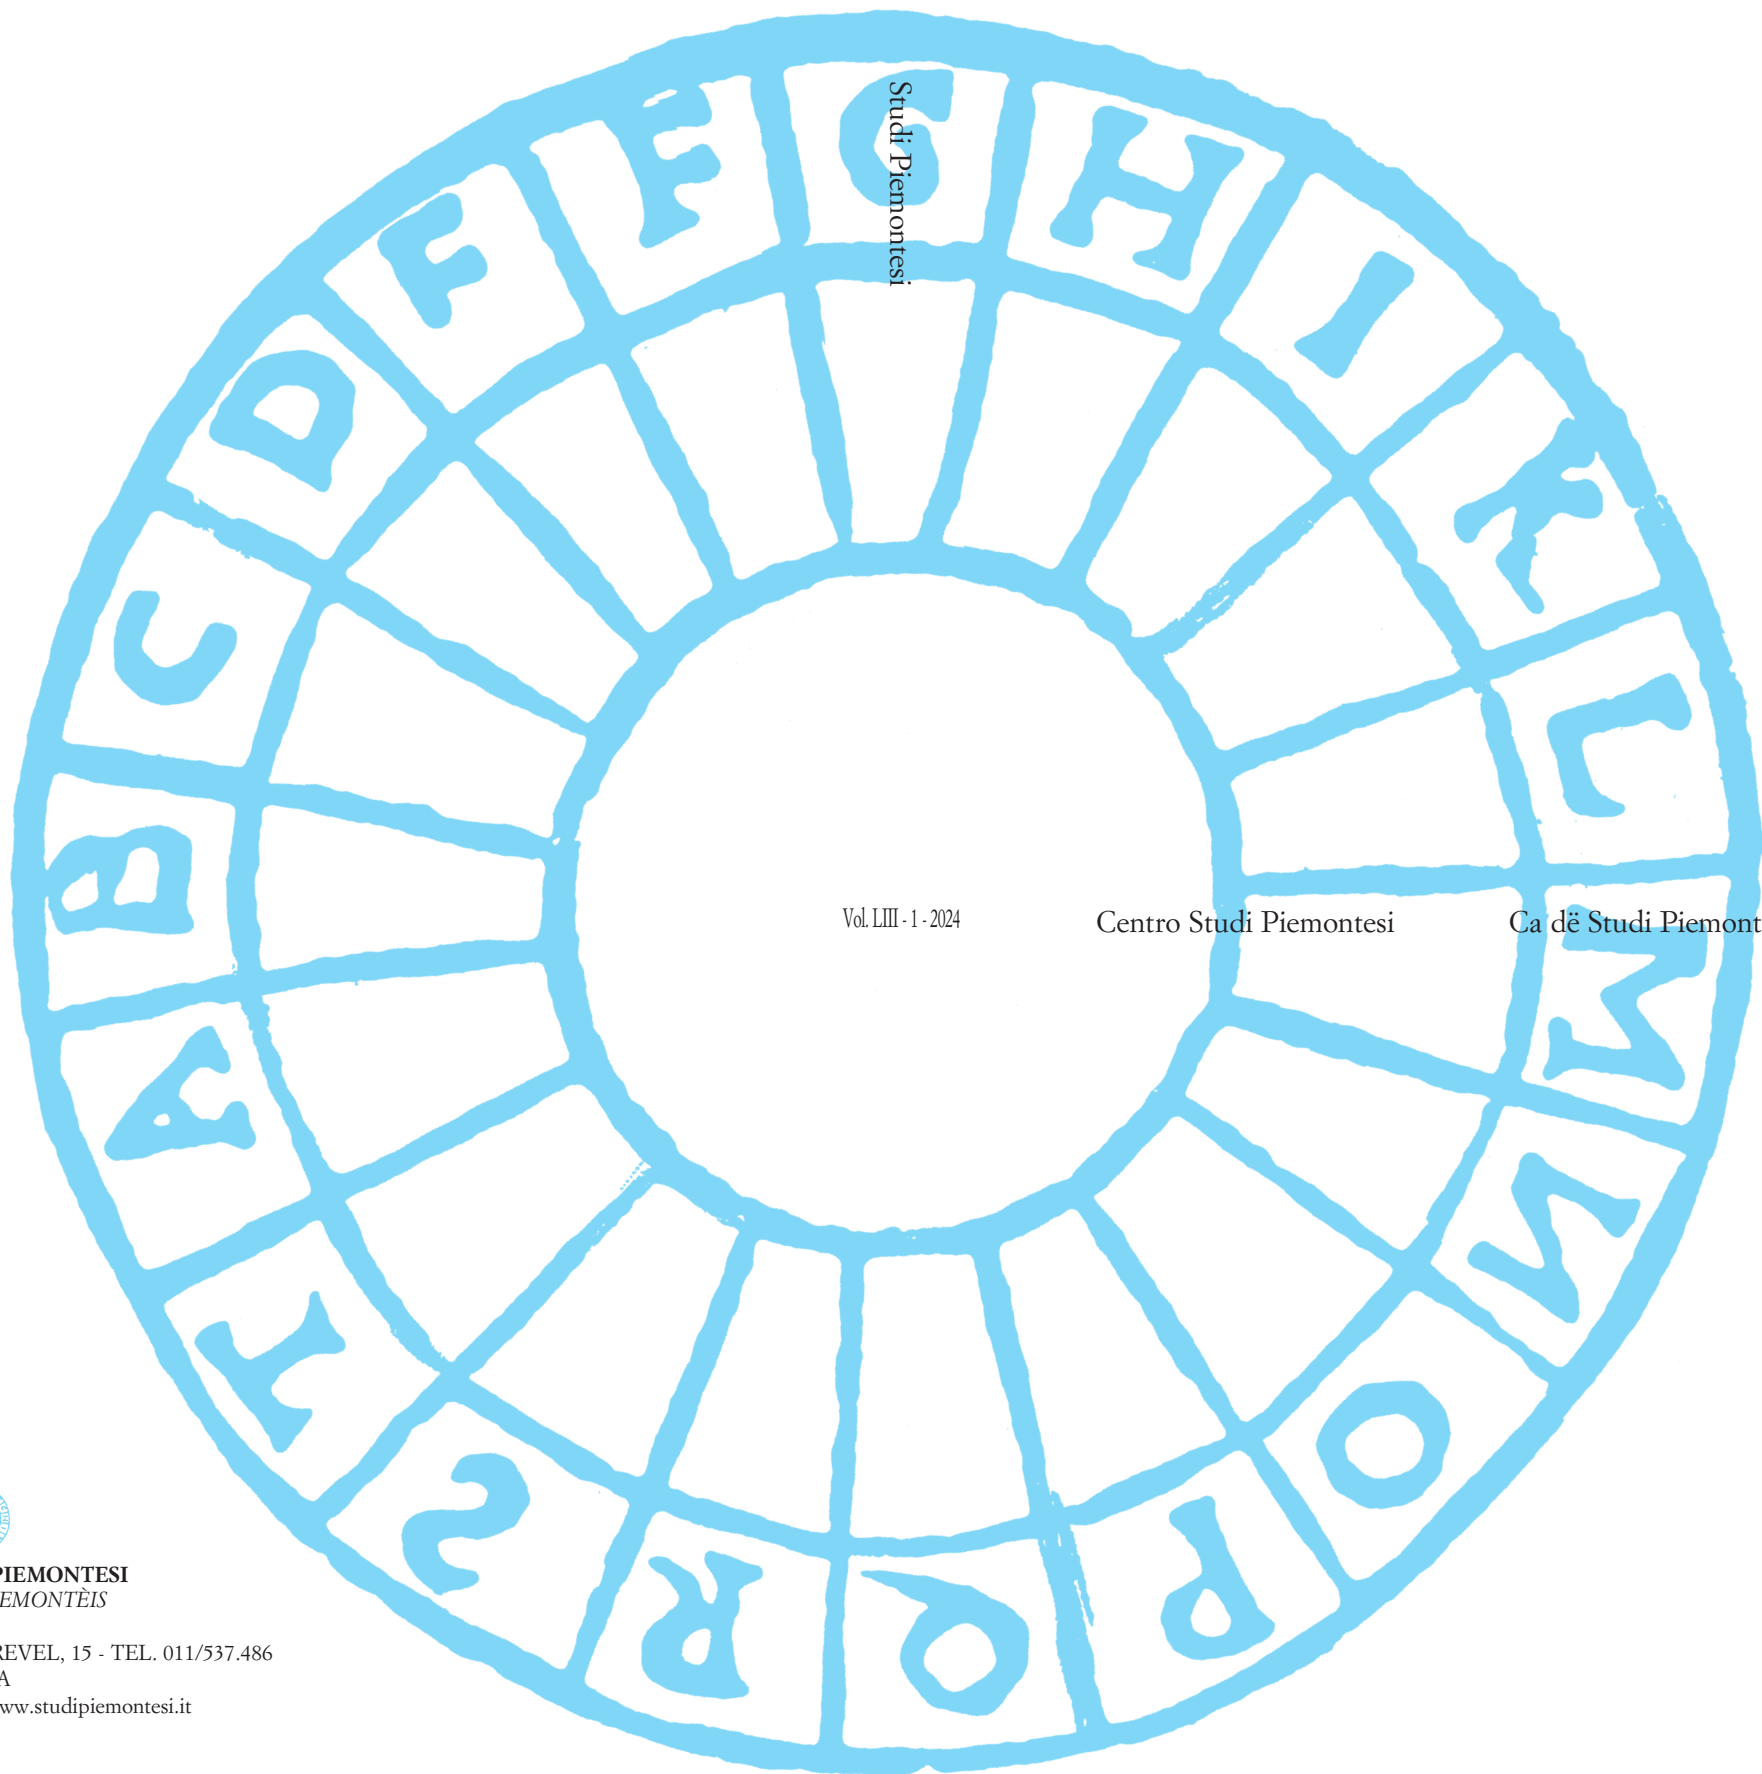 Studi Piemontesi
A
B
C
D
F
F
G
H
I
K
L
M
N
O
P
Q
R
S
T
Vol. LIII - 1 - 2024
Centro Studi Piemontesi
Ca dë Studi Piemont
PIEMONTESI
EMONTÈIS
REVEL, 15 - TEL. 011/537.486
A
ww.studipiemontesi.it